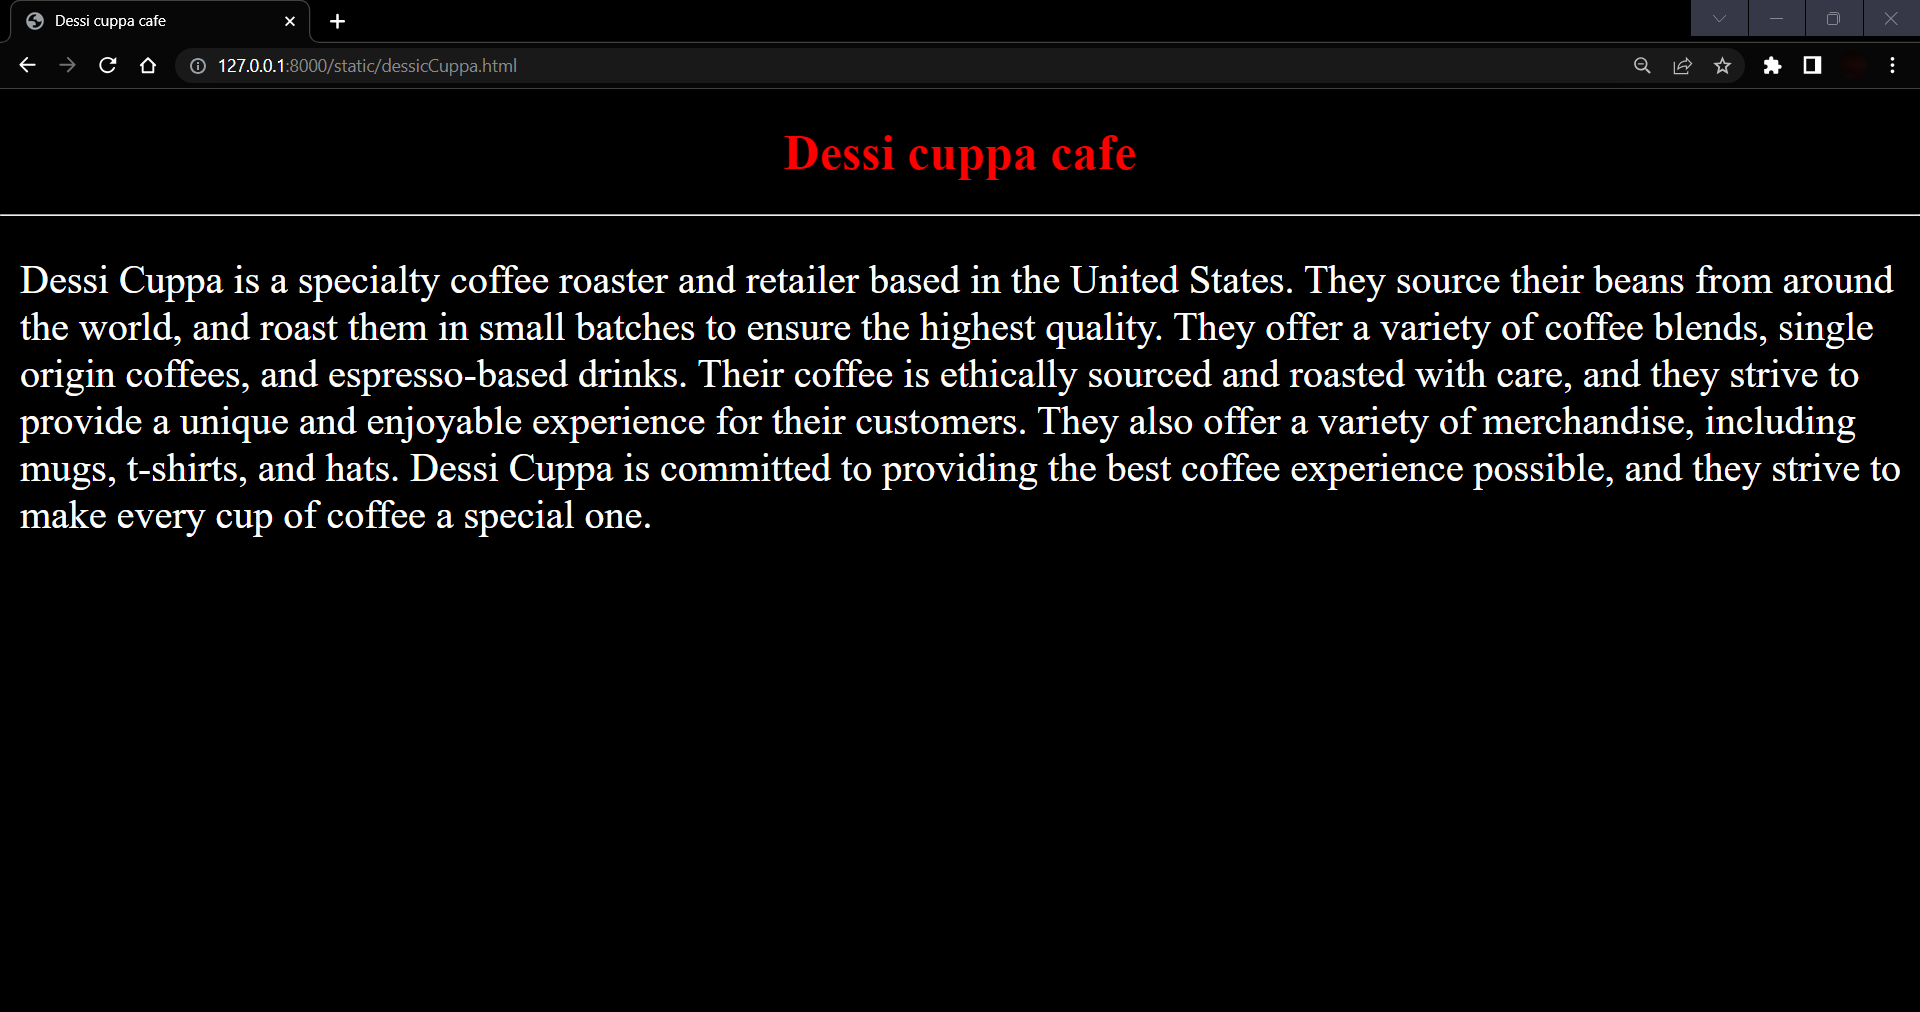 Dessi cuppa cafe
127.0.0.1:8000/static/dessicCuppa.html
Dessi cuppa cafe
Dessi Cuppa is a specialty coffee roaster and retailer based in the United States. They source their beans from around
the world, and roast them in small batches to ensure the highest quality. They offer a variety of coffee blends, single
origin coffees, and espresso-based drinks. Their coffee is ethically sourced and roasted with care, and they strive to
provide a unique and enjoyable experience for their customers. They also offer a variety of merchandise, including
mugs, t-shirts, and hats. Dessi Cuppa is committed to providing the best coffee experience possible, and they strive to
make every cup of coffee a special one.